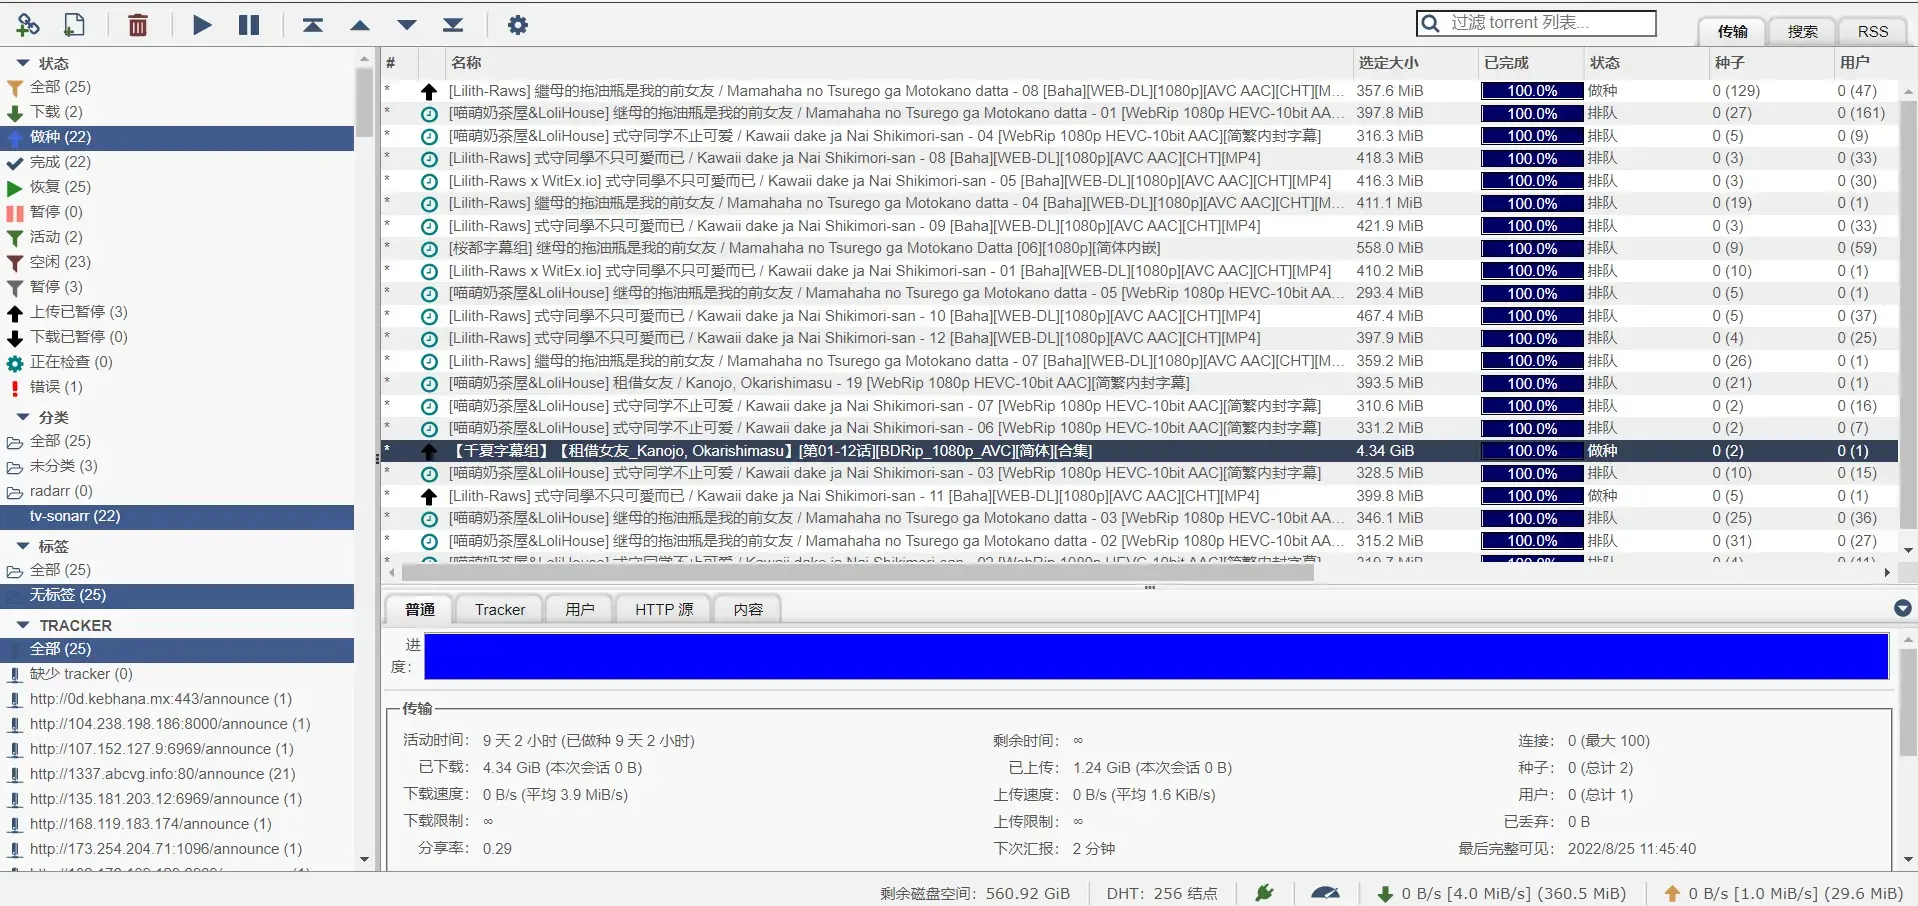 过滤 torrent 列表...
传输 搜索 RSS
状态
全部 (25)
下载 (2)
做种 (22)
完成 (22)
恢复 (25)
暂停 (0)
活动 (2)
空闲 (23)
暂停 (3)
上传已暂停 (3)
下载已暂停 (0)
正在检查 (0)
错误 (1)
分类
全部 (25)
未分类 (3)
radarr (0)
tv-sonarr (22)
标签
全部 (25)
无标签 (25)
TRACKER
全部 (25)
缺少 tracker (0)
http://0d.kebhana.mx:443/announce (1)
http://104.238.198.186:8000/announce (1)
http://107.152.127.9:6969/announce (1)
http://1337.abcvg.info:80/announce (21)
http://135.181.203.12:6969/announce (1)
http://168.119.183.174/announce (1)
http://173.254.204.71:1096/announce (1)
# 名称 选定大小 已完成 状态 种子 用户
* [Lilith-Raws] 繼母的拖油瓶是我的前女友 / Mamahaha no Tsurego ga Motokano datta - 08 [Baha][WEB-DL][1080p][AVC AAC][CHT][M... 357.6 MiB 100.0% 做种 0 (129) 0 (47)
* [喵萌奶茶屋&LoliHouse] 继母的拖油瓶是我的前女友 / Mamahaha no Tsurego ga Motokano datta - 01 [WebRip 1080p HEVC-10bit AA... 397.8 MiB 100.0% 排队 0 (27) 0 (161)
* [喵萌奶茶屋&LoliHouse] 式守同学不止可爱 / Kawaii dake ja Nai Shikimori-san - 04 [WebRip 1080p HEVC-10bit AAC][简繁内封字幕] 316.3 MiB 100.0% 排队 0 (5) 0 (9)
* [Lilith-Raws] 式守同學不只可愛而已 / Kawaii dake ja Nai Shikimori-san - 08 [Baha][WEB-DL][1080p][AVC AAC][CHT][MP4] 418.3 MiB 100.0% 排队 0 (3) 0 (33)
* [Lilith-Raws x WitEx.io] 式守同學不只可愛而已 / Kawaii dake ja Nai Shikimori-san - 05 [Baha][WEB-DL][1080p][AVC AAC][CHT][MP4] 416.3 MiB 100.0% 排队 0 (3) 0 (30)
* [Lilith-Raws] 繼母的拖油瓶是我的前女友 / Mamahaha no Tsurego ga Motokano datta - 04 [Baha][WEB-DL][1080p][AVC AAC][CHT][M... 411.1 MiB 100.0% 排队 0 (19) 0 (1)
* [Lilith-Raws] 式守同學不只可愛而已 / Kawaii dake ja Nai Shikimori-san - 09 [Baha][WEB-DL][1080p][AVC AAC][CHT][MP4] 421.9 MiB 100.0% 排队 0 (3) 0 (33)
* [桜都字幕组] 继母的拖油瓶是我的前女友 / Mamahaha no Tsurego ga Motokano Datta [06][1080p][简体内嵌] 558.0 MiB 100.0% 排队 0 (9) 0 (59)
* [Lilith-Raws x WitEx.io] 式守同學不只可愛而已 / Kawaii dake ja Nai Shikimori-san - 01 [Baha][WEB-DL][1080p][AVC AAC][CHT][MP4] 410.2 MiB 100.0% 排队 0 (10) 0 (1)
* [喵萌奶茶屋&LoliHouse] 继母的拖油瓶是我的前女友 / Mamahaha no Tsurego ga Motokano datta - 05 [WebRip 1080p HEVC-10bit AA... 293.4 MiB 100.0% 排队 0 (5) 0 (1)
* [Lilith-Raws] 式守同學不只可愛而已 / Kawaii dake ja Nai Shikimori-san - 10 [Baha][WEB-DL][1080p][AVC AAC][CHT][MP4] 467.4 MiB 100.0% 排队 0 (5) 0 (37)
* [Lilith-Raws] 式守同學不只可愛而已 / Kawaii dake ja Nai Shikimori-san - 12 [Baha][WEB-DL][1080p][AVC AAC][CHT][MP4] 397.9 MiB 100.0% 排队 0 (4) 0 (25)
* [Lilith-Raws] 繼母的拖油瓶是我的前女友 / Mamahaha no Tsurego ga Motokano datta - 07 [Baha][WEB-DL][1080p][AVC AAC][CHT][M... 359.2 MiB 100.0% 排队 0 (26) 0 (1)
* [喵萌奶茶屋&LoliHouse] 租借女友 / Kanojo, Okarishimasu - 19 [WebRip 1080p HEVC-10bit AAC][简繁内封字幕] 393.5 MiB 100.0% 排队 0 (21) 0 (1)
* [喵萌奶茶屋&LoliHouse] 式守同学不止可爱 / Kawaii dake ja Nai Shikimori-san - 07 [WebRip 1080p HEVC-10bit AAC][简繁内封字幕] 310.6 MiB 100.0% 排队 0 (2) 0 (16)
* [喵萌奶茶屋&LoliHouse] 式守同学不止可爱 / Kawaii dake ja Nai Shikimori-san - 06 [WebRip 1080p HEVC-10bit AAC][简繁内封字幕] 331.2 MiB 100.0% 排队 0 (2) 0 (7)
* 【千夏字幕组】【租借女友_Kanojo, Okarishimasu】[第01-12话][BDRip_1080p_AVC][简体][合集] 4.34 GiB 100.0% 做种 0 (2) 0 (1)
* [喵萌奶茶屋&LoliHouse] 式守同学不止可爱 / Kawaii dake ja Nai Shikimori-san - 03 [WebRip 1080p HEVC-10bit AAC][简繁内封字幕] 328.5 MiB 100.0% 排队 0 (10) 0 (15)
* [Lilith-Raws] 式守同學不只可愛而已 / Kawaii dake ja Nai Shikimori-san - 11 [Baha][WEB-DL][1080p][AVC AAC][CHT][MP4] 399.8 MiB 100.0% 做种 0 (5) 0 (1)
* [喵萌奶茶屋&LoliHouse] 继母的拖油瓶是我的前女友 / Mamahaha no Tsurego ga Motokano datta - 03 [WebRip 1080p HEVC-10bit AA... 346.1 MiB 100.0% 排队 0 (25) 0 (36)
* [喵萌奶茶屋&LoliHouse] 继母的拖油瓶是我的前女友 / Mamahaha no Tsurego ga Motokano datta - 02 [WebRip 1080p HEVC-10bit AA... 315.2 MiB 100.0% 排队 0 (31) 0 (27)
普通 Tracker 用户 HTTP 源 内容
进度：
传输
活动时间： 9 天 2 小时 (已做种 9 天 2 小时) 剩余时间： ∞ 连接： 0 (最大 100)
已下载： 4.34 GiB (本次会话 0 B) 已上传： 1.24 GiB (本次会话 0 B) 种子： 0 (总计 2)
下载速度： 0 B/s (平均 3.9 MiB/s) 上传速度： 0 B/s (平均 1.6 KiB/s) 用户： 0 (总计 1)
下载限制： ∞ 上传限制： ∞ 已丢弃： 0 B
分享率： 0.29 下次汇报： 2 分钟 最后完整可见： 2022/8/25 11:45:40
剩余磁盘空间：560.92 GiB DHT：256 结点 0 B/s [4.0 MiB/s] (360.5 MiB) 0 B/s [1.0 MiB/s] (29.6 MiB)